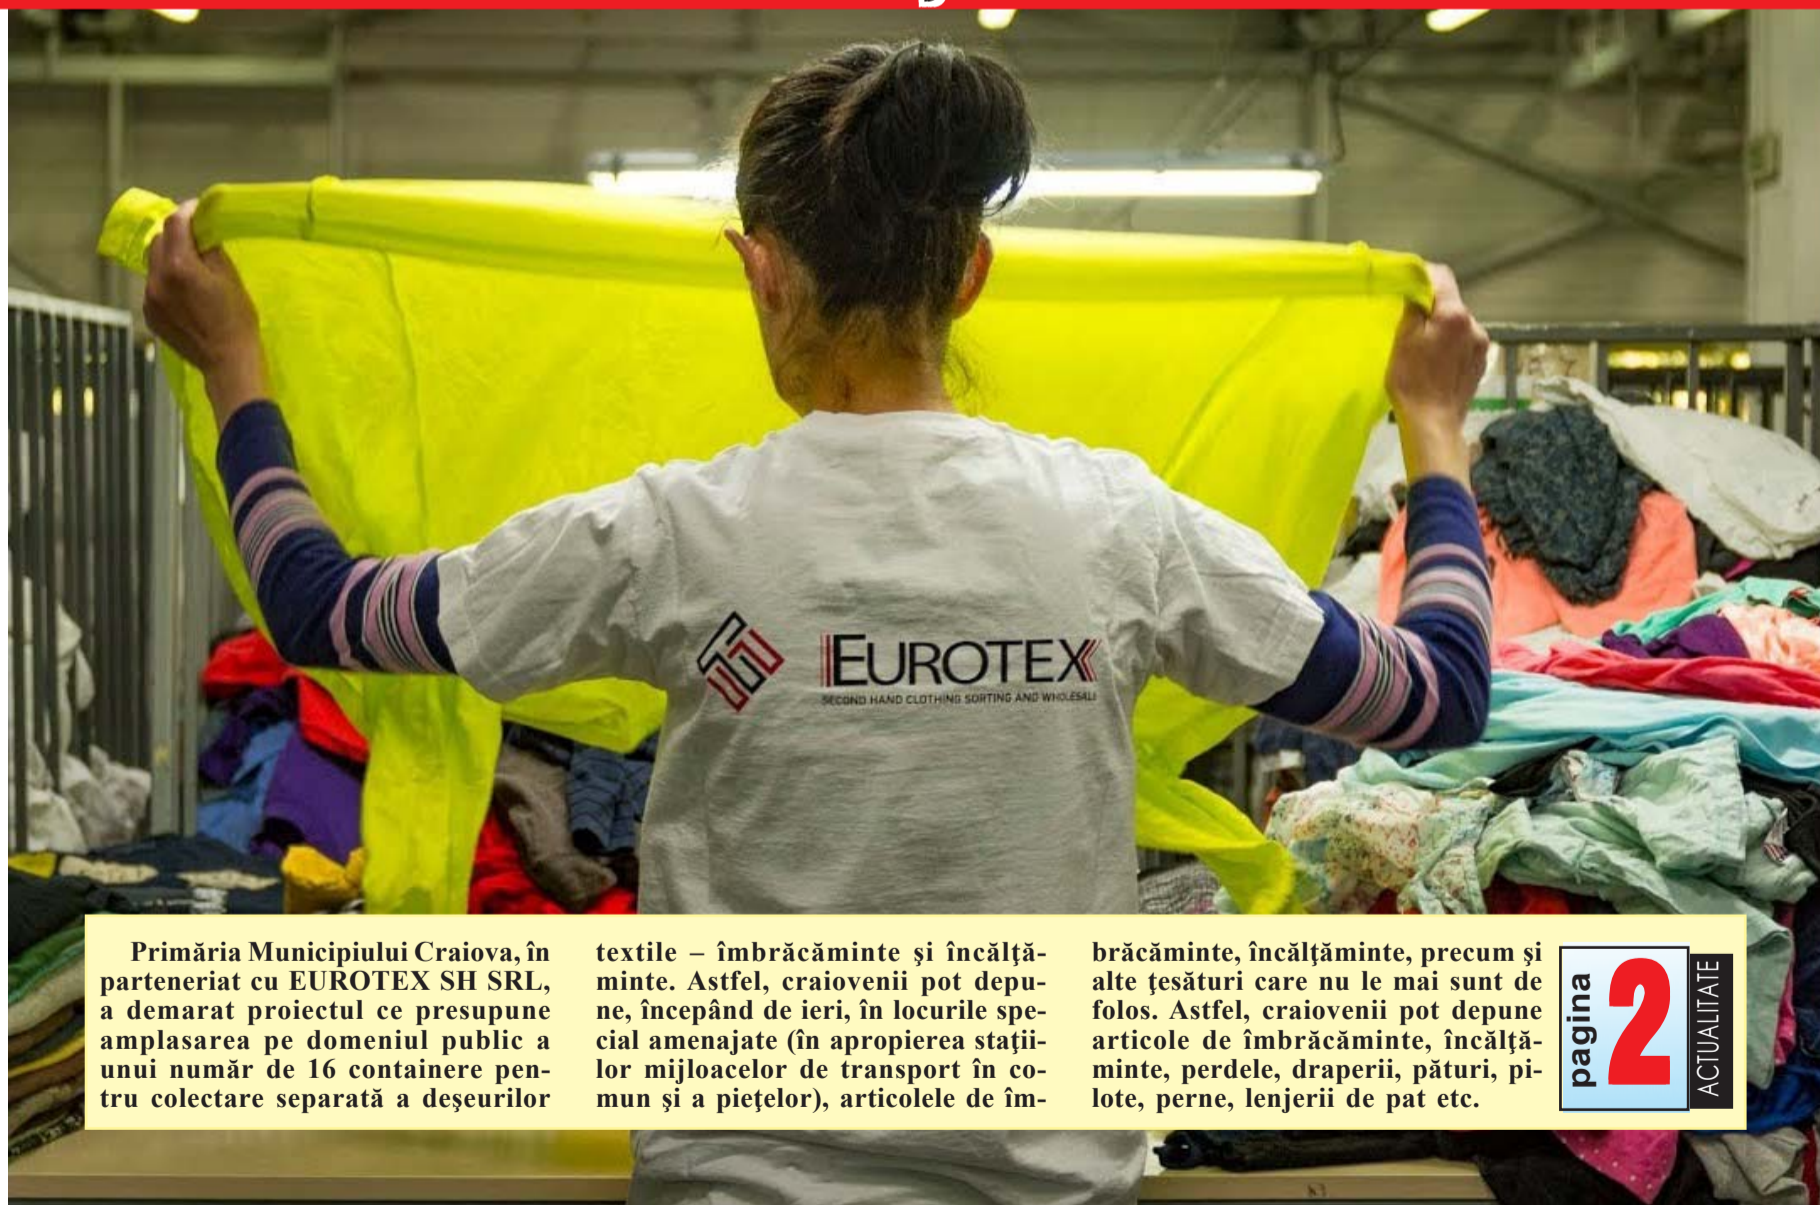 EUROTEX
SECOND HAND CLOTHING SORTING AND WHOLESALE
Primăria Municipiului Craiova, în
parteneriat cu EUROTEX SH SRL,
a demarat proiectul ce presupune
amplasarea pe domeniul public a
unui număr de 16 containere pen-
tru colectare separată a deşeurilor
textile – îmbrăcăminte şi încălţă-
minte. Astfel, craiovenii pot depu-
ne, începând de ieri, în locurile spe-
cial amenajate (în apropierea staţii-
lor mijloacelor de transport în co-
mun şi a pieţelor), articolele de îm-
brăcăminte, încălţăminte, precum şi
alte ţesături care nu le mai sunt de
folos. Astfel, craiovenii pot depune
articole de îmbrăcăminte, încălţă-
minte, perdele, draperii, pături, pi-
lote, perne, lenjerii de pat etc.
pagina
2
ACTUALITATE